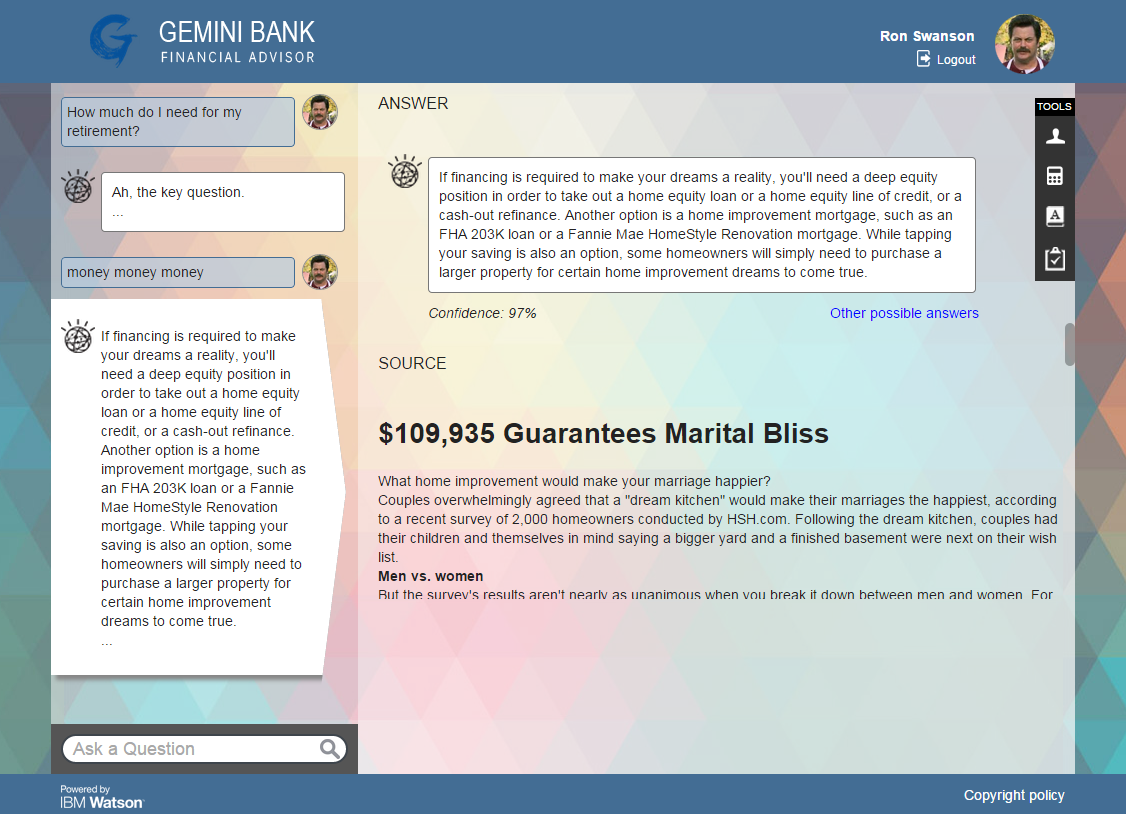 GEMINI BANK
FINANCIAL ADVISOR
Ron Swanson
Logout
How much do I need for my
retirement?
Ah, the key question.
...
money money money
If financing is required to make
your dreams a reality, you'll
need a deep equity position in
order to take out a home equity
loan or a home equity line of
credit, or a cash-out refinance.
Another option is a home
improvement mortgage, such as
an FHA 203K loan or a Fannie
Mae HomeStyle Renovation
mortgage. While tapping your
saving is also an option, some
homeowners will simply need to
purchase a larger property for
certain home improvement
dreams to come true.
...
Ask a Question
ANSWER
If financing is required to make your dreams a reality, you'll need a deep equity
position in order to take out a home equity loan or a home equity line of credit, or a
cash-out refinance. Another option is a home improvement mortgage, such as an
FHA 203K loan or a Fannie Mae HomeStyle Renovation mortgage. While tapping
your saving is also an option, some homeowners will simply need to purchase a
larger property for certain home improvement dreams to come true.
Confidence: 97%
Other possible answers
SOURCE
$109,935 Guarantees Marital Bliss
What home improvement would make your marriage happier?
Couples overwhelmingly agreed that a "dream kitchen" would make their marriages the happiest, according
to a recent survey of 2,000 homeowners conducted by HSH.com. Following the dream kitchen, couples had
their children and themselves in mind saying a bigger yard and a finished basement were next on their wish
list.
Men vs. women
But the survey's results aren't nearly as unanimous when you break it down between men and women. For
TOOLS
A
Powered by
IBM Watson
Copyright policy